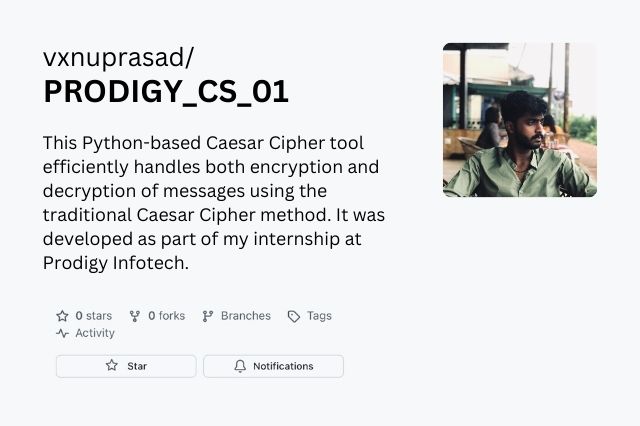 vxnuprasad/
PRODIGY_CS_01
This Python-based Caesar Cipher tool
efficiently handles both encryption and
decryption of messages using the
traditional Caesar Cipher method. It was
developed as part of my internship at
Prodigy Infotech.
0 stars 0 forks Branches Tags
Activity
Star Notifications